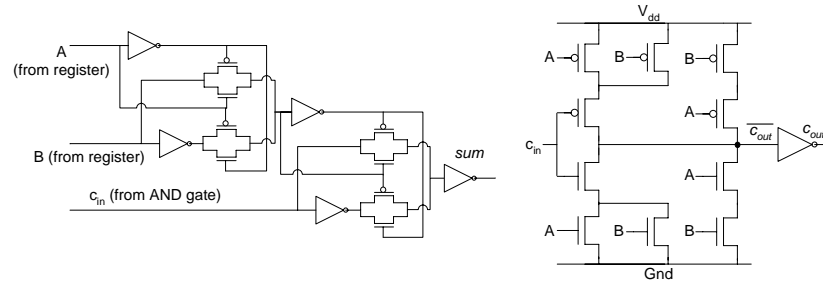 A
(from register)
B (from register)
c_in (from AND gate)
sum
V_dd
A
B
B
A
c_in
c_out
c_out
A
A
B
B
Gnd